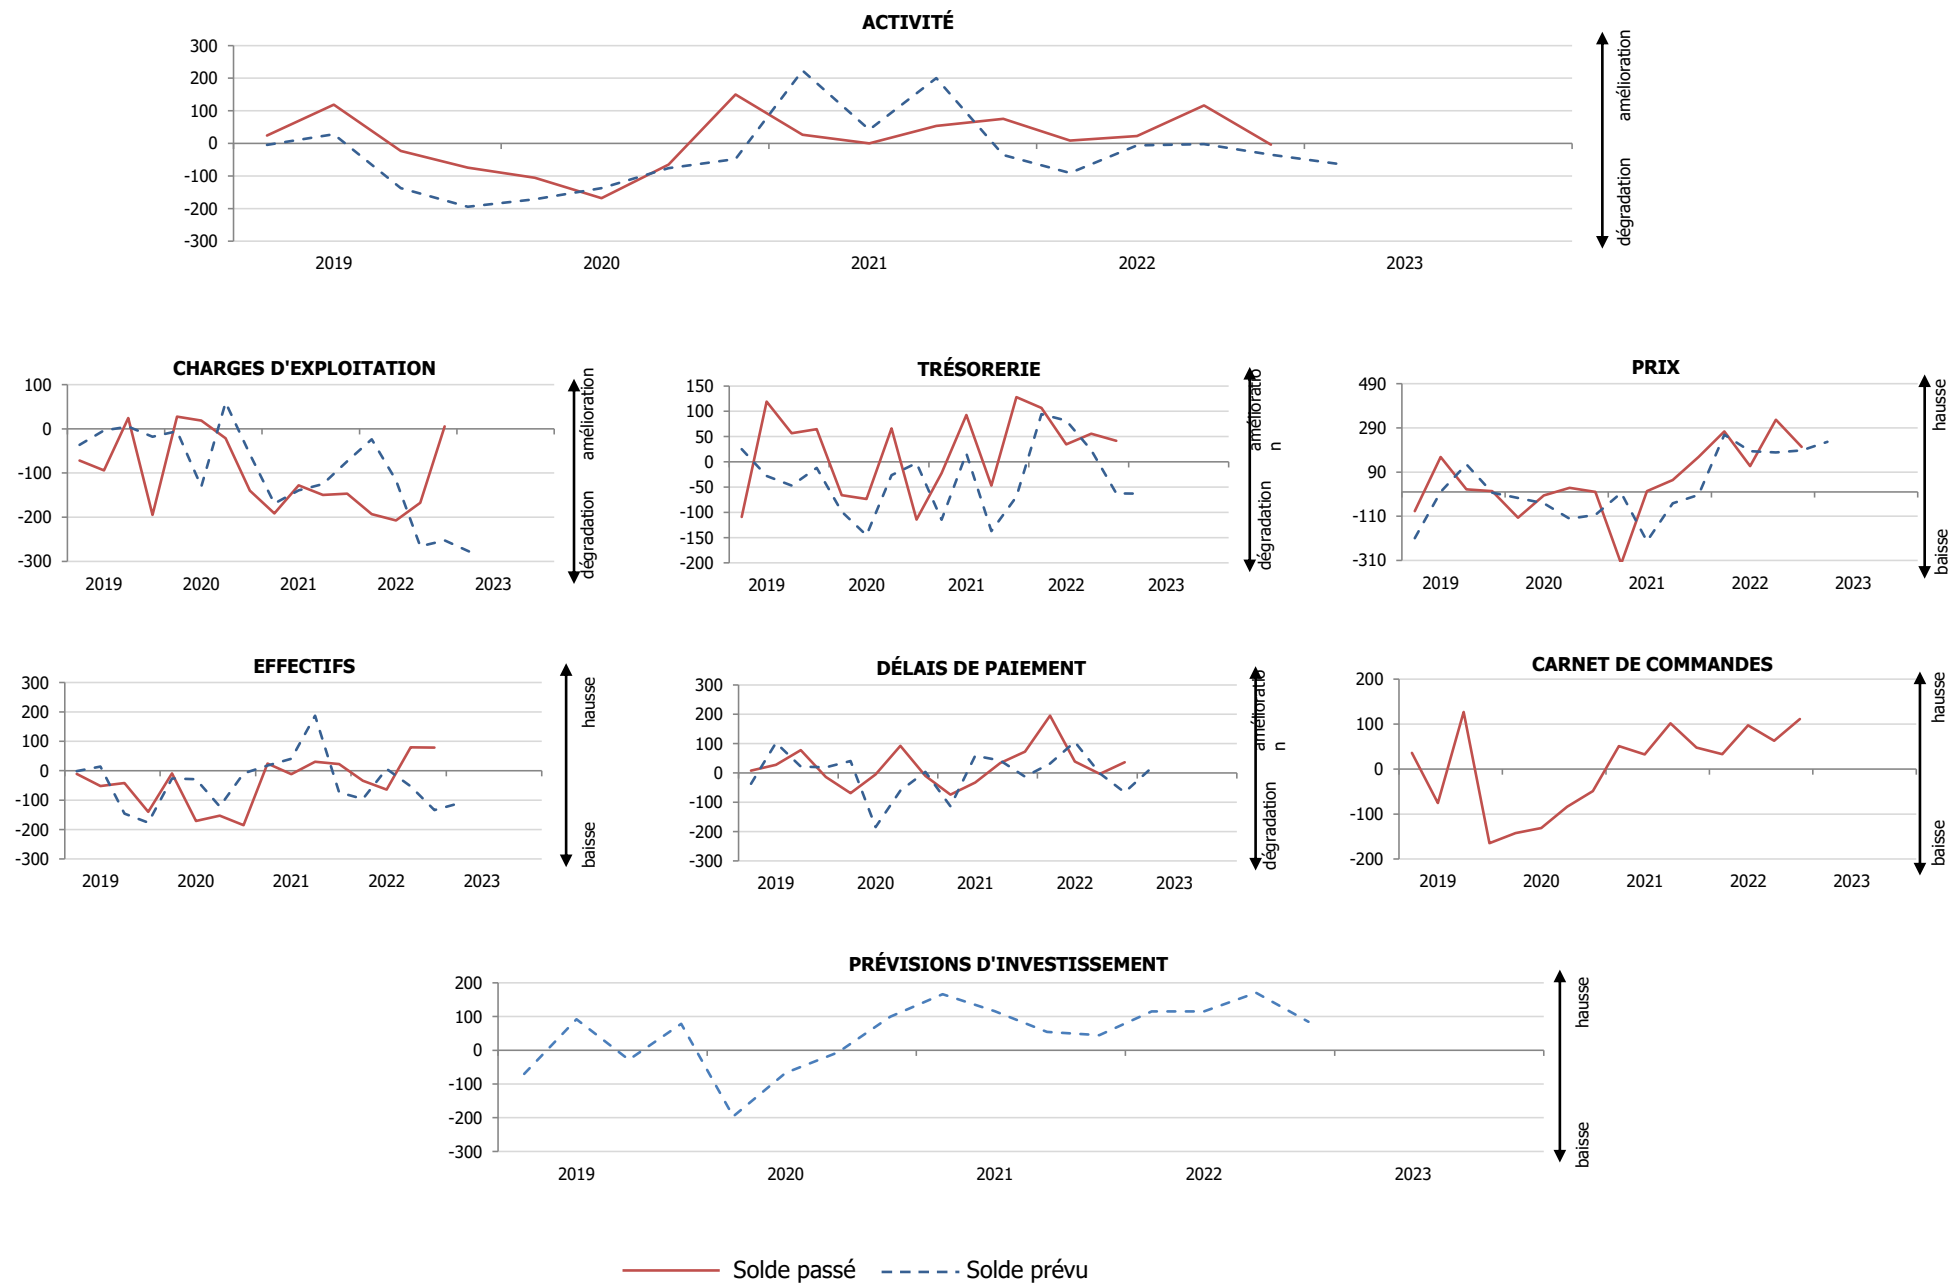 ACTIVITÉ
300
200
100
0
-100
-200
-300
2019 2020 2021 2022 2023
amélioration
dégradation
CHARGES D'EXPLOITATION
100
0
-100
-200
-300
2019 2020 2021 2022 2023
amélioration
dégradation
TRÉSORERIE
150
100
50
0
-50
-100
-150
-200
2019 2020 2021 2022 2023
amélioratio
n
dégradation
PRIX
490
290
90
-110
-310
2019 2020 2021 2022 2023
hausse
baisse
EFFECTIFS
300
200
100
0
-100
-200
-300
2019 2020 2021 2022 2023
hausse
baisse
DÉLAIS DE PAIEMENT
300
200
100
0
-100
-200
-300
2019 2020 2021 2022 2023
amélioratio
n
dégradation
CARNET DE COMMANDES
200
100
0
-100
-200
2019 2020 2021 2022 2023
hausse
baisse
PRÉVISIONS D'INVESTISSEMENT
200
100
0
-100
-200
-300
2019 2020 2021 2022 2023
hausse
baisse
Solde passé Solde prévu